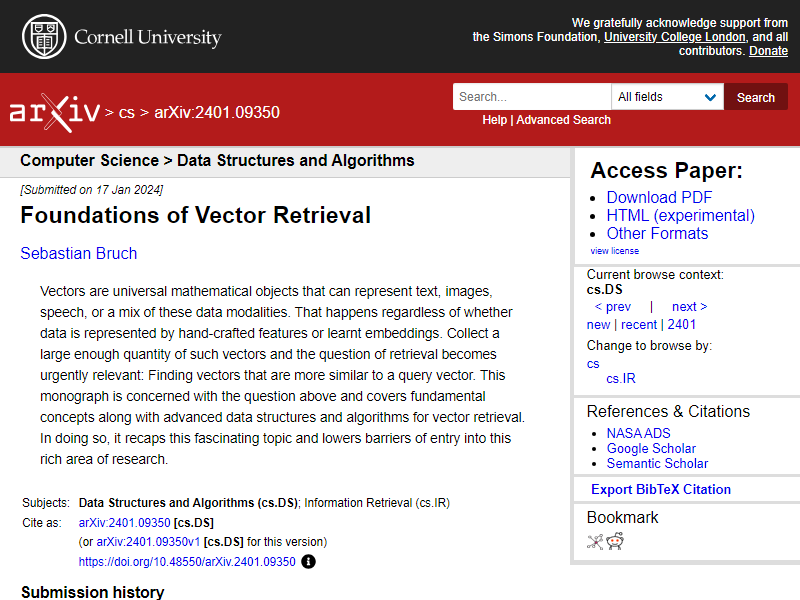 Cornell University
We gratefully acknowledge support from
the Simons Foundation, University College London, and all
contributors. Donate
arXiv > cs > arXiv:2401.09350
Search...
All fields
Search
Help | Advanced Search
Computer Science > Data Structures and Algorithms
[Submitted on 17 Jan 2024]
Foundations of Vector Retrieval
Sebastian Bruch
Vectors are universal mathematical objects that can represent text, images,
speech, or a mix of these data modalities. That happens regardless of whether
data is represented by hand-crafted features or learnt embeddings. Collect a
large enough quantity of such vectors and the question of retrieval becomes
urgently relevant: Finding vectors that are more similar to a query vector. This
monograph is concerned with the question above and covers fundamental
concepts along with advanced data structures and algorithms for vector retrieval.
In doing so, it recaps this fascinating topic and lowers barriers of entry into this
rich area of research.
Subjects: Data Structures and Algorithms (cs.DS); Information Retrieval (cs.IR)
Cite as: arXiv:2401.09350 [cs.DS]
(or arXiv:2401.09350v1 [cs.DS] for this version)
https://doi.org/10.48550/arXiv.2401.09350
Submission history
Access Paper:
Download PDF
HTML (experimental)
Other Formats
view license
Current browse context:
cs.DS
< prev | next >
new | recent | 2401
Change to browse by:
cs
cs.IR
References & Citations
NASA ADS
Google Scholar
Semantic Scholar
Export BibTeX Citation
Bookmark